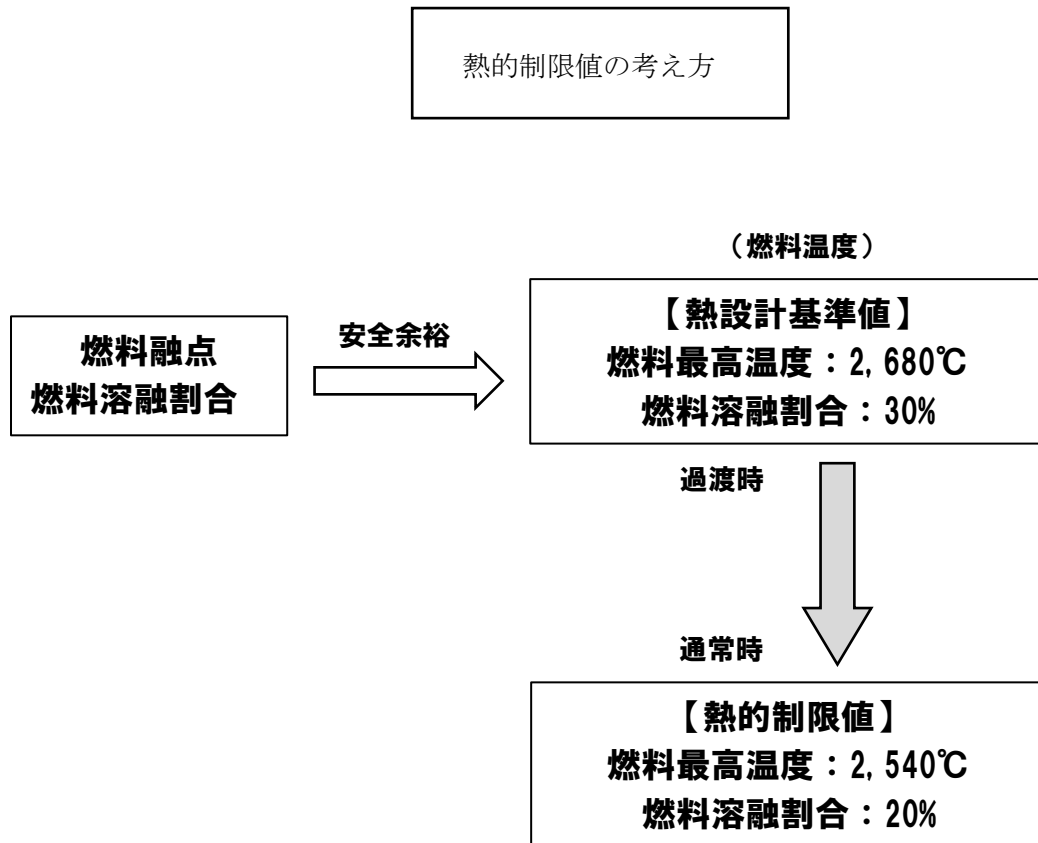 熱的制限値の考え方
（燃料温度）
燃料融点
燃料溶融割合
安全余裕
【熱設計基準値】
燃料最高温度：2,680℃
燃料溶融割合：30%
過渡時
通常時
【熱的制限値】
燃料最高温度：2,540℃
燃料溶融割合：20%